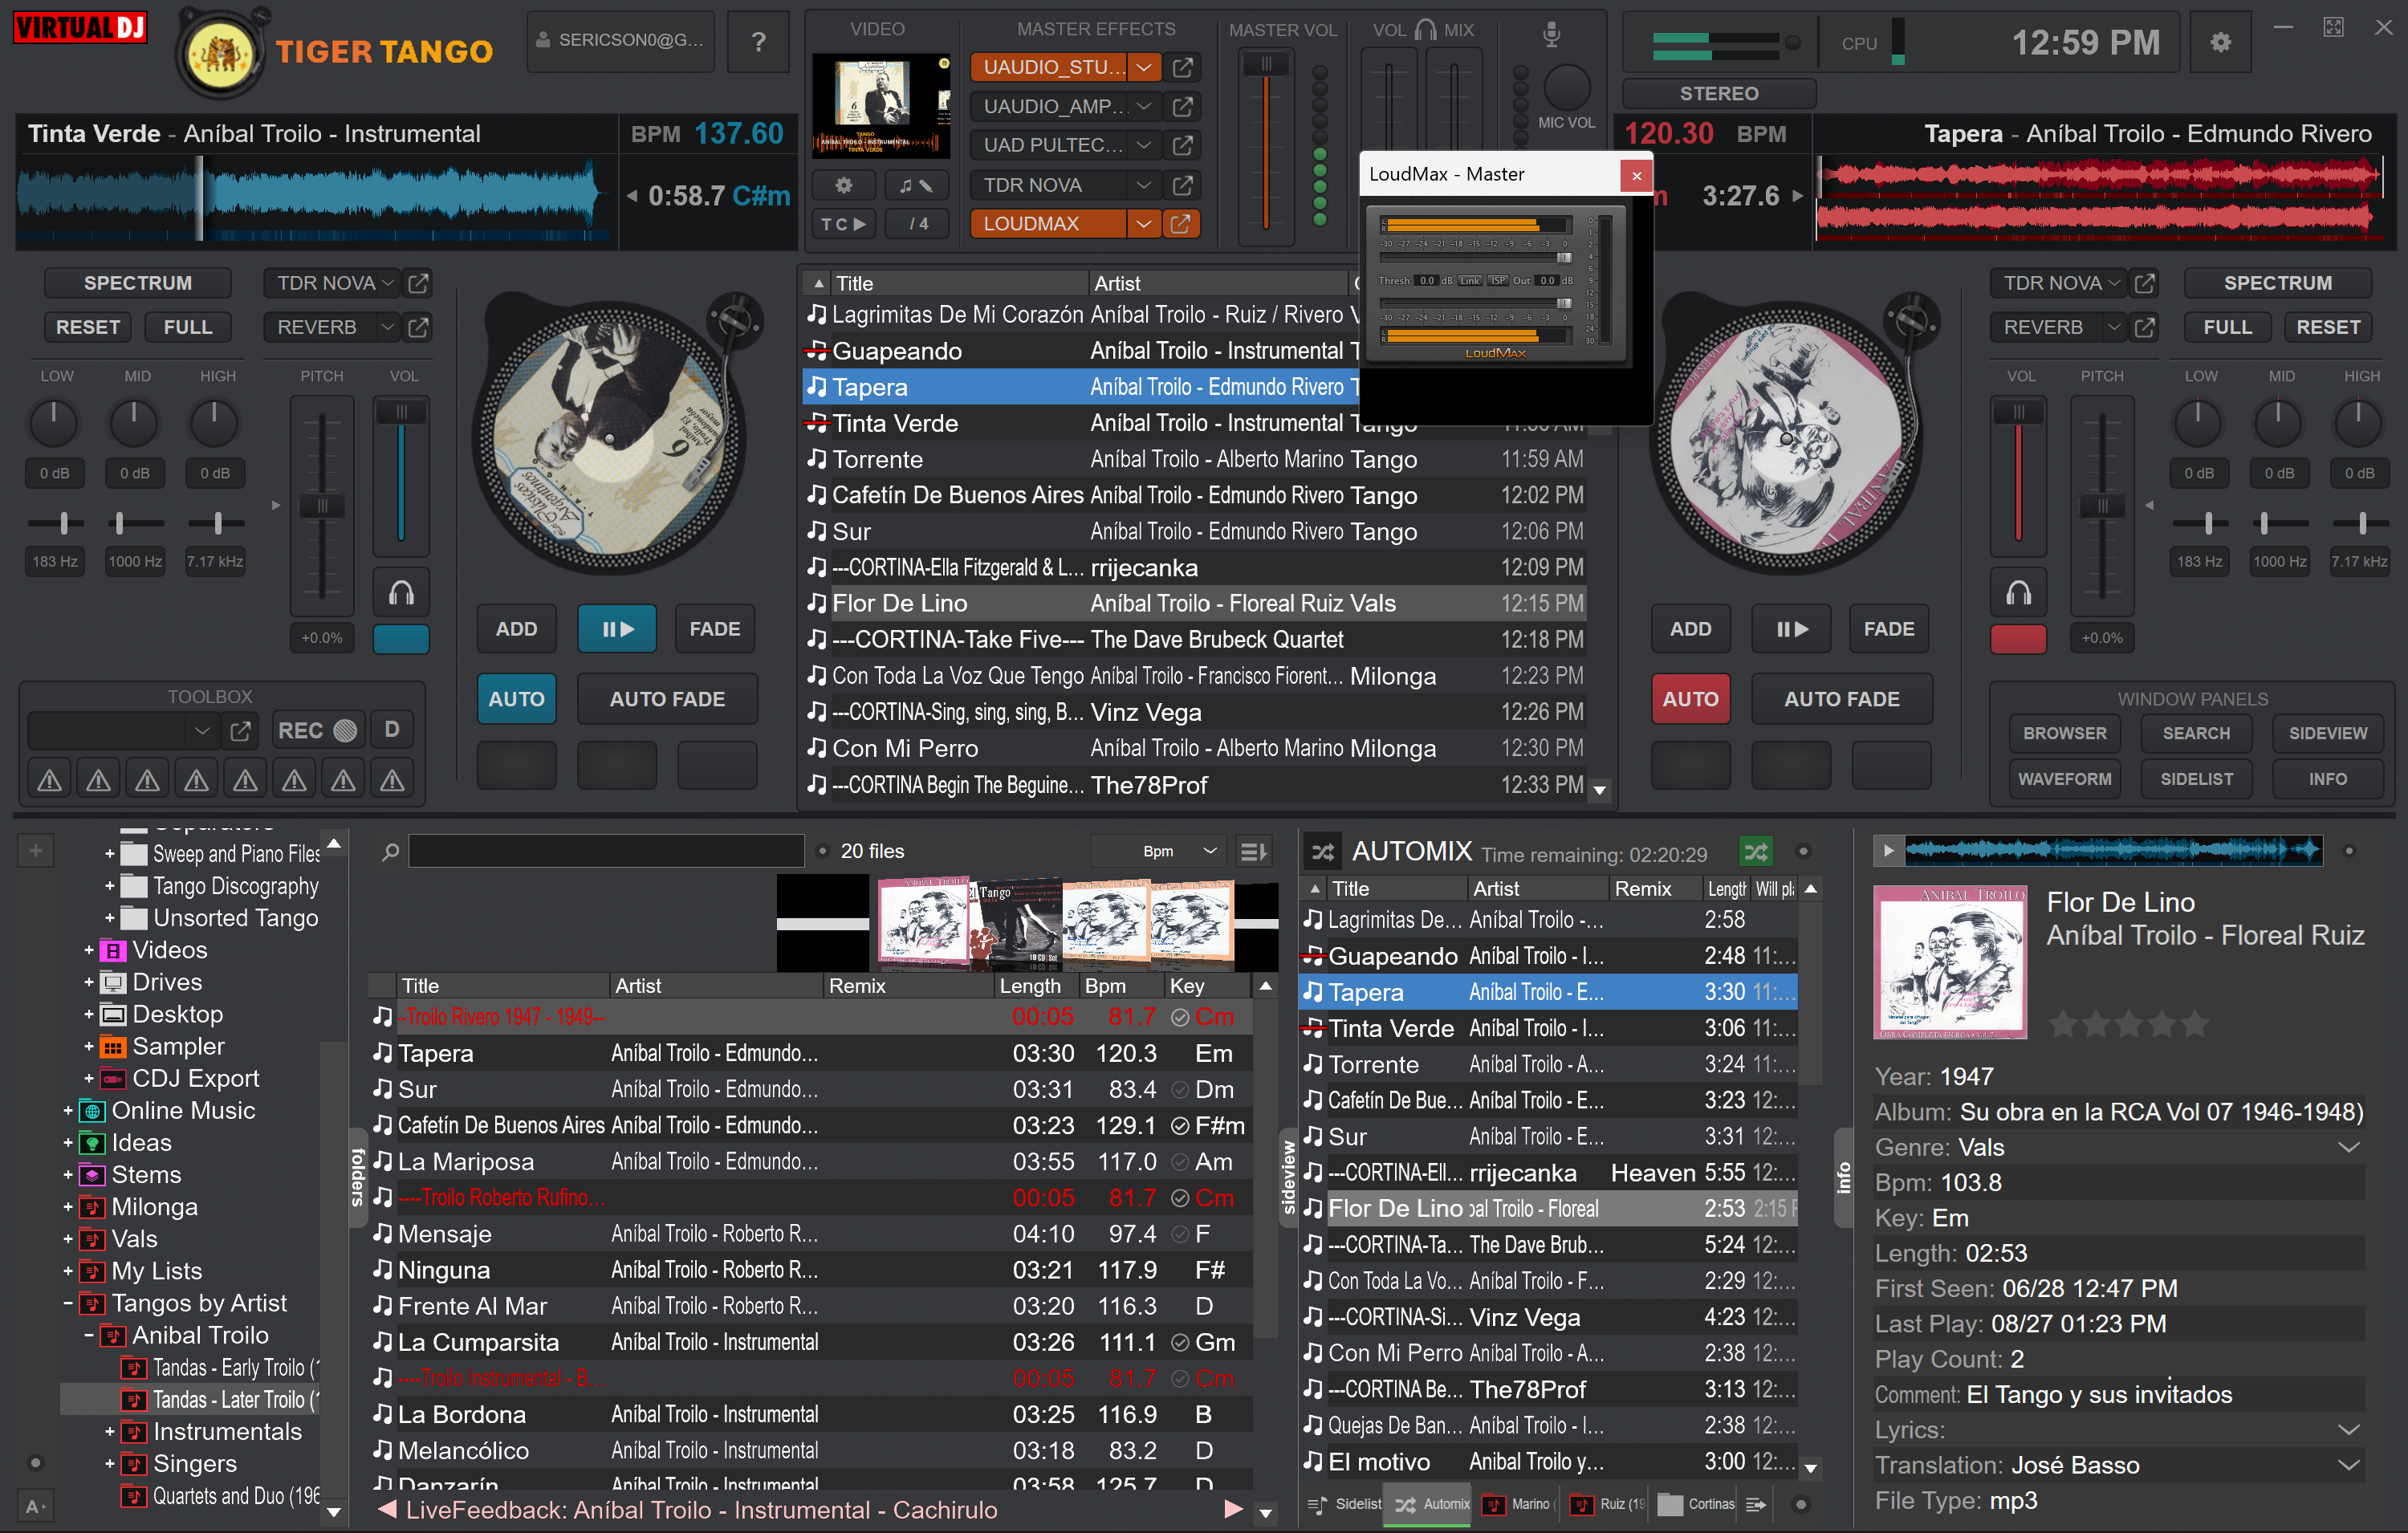 VIRTUAL DJ
TIGER TANGO
SERICSON0@G...
?
VIDEO
MASTER EFFECTS
MASTER VOL
VOL MIX
CPU
12:59 PM
UAUDIO_STU...
UAUDIO_AMP...
UAD PULTEC...
TDR NOVA
LOUDMAX
TC
/ 4
MIC VOL
STEREO
Tinta Verde - Aníbal Troilo - Instrumental
BPM 137.60
0:58.7 C#m
120.30 BPM
3:27.6
Tapera - Aníbal Troilo - Edmundo Rivero
LoudMax - Master
Thresh: 0.0 dB Link ISP Out: 0.0 dB
LoudMax
SPECTRUM
RESET FULL
TDR NOVA
REVERB
LOW MID HIGH PITCH VOL
0 dB 0 dB 0 dB
183 Hz 1000 Hz 7.17 kHz
+0.0%
ADD FADE
AUTO AUTO FADE
TOOLBOX
REC D
Title Artist
Lagrimitas De Mi Corazón Aníbal Troilo - Ruiz / Rivero
Guapeando Aníbal Troilo - Instrumental
Tapera Aníbal Troilo - Edmundo Rivero
Tinta Verde Aníbal Troilo - Instrumental Tango
Torrente Aníbal Troilo - Alberto Marino Tango 11:59 AM
Cafetín De Buenos Aires Aníbal Troilo - Edmundo Rivero Tango 12:02 PM
Sur Aníbal Troilo - Edmundo Rivero Tango 12:06 PM
---CORTINA-Ella Fitzgerald & L... rrijecanka 12:09 PM
Flor De Lino Aníbal Troilo - Floreal Ruiz Vals 12:15 PM
---CORTINA-Take Five--- The Dave Brubeck Quartet 12:18 PM
Con Toda La Voz Que Tengo Aníbal Troilo - Francisco Fiorent... Milonga 12:23 PM
---CORTINA-Sing, sing, sing, B... Vinz Vega 12:26 PM
Con Mi Perro Aníbal Troilo - Alberto Marino Milonga 12:30 PM
---CORTINA Begin The Beguine... The78Prof 12:33 PM
TDR NOVA
REVERB
SPECTRUM
FULL RESET
VOL PITCH LOW MID HIGH
0 dB 0 dB 0 dB
183 Hz 1000 Hz 7.17 kHz
+0.0%
ADD FADE
AUTO AUTO FADE
WINDOW PANELS
BROWSER SEARCH SIDEVIEW
WAVEFORM SIDELIST INFO
Sweep and Piano Files
Tango Discography
Unsorted Tango
Videos
Drives
Desktop
Sampler
CDJ Export
Online Music
Ideas
Stems
Milonga
Vals
My Lists
Tangos by Artist
Anibal Troilo
Tandas - Early Troilo (
Tandas - Later Troilo (
Instrumentals
Singers
Quartets and Duo (196
folders
20 files
Bpm
Title Artist Remix Length Bpm Key
--Troilo Rivero 1947 - 1949-- 00:05 81.7 Cm
Tapera Aníbal Troilo - Edmundo... 03:30 120.3 Em
Sur Aníbal Troilo - Edmundo... 03:31 83.4 Dm
Cafetín De Buenos Aires Aníbal Troilo - Edmundo... 03:23 129.1 F#m
La Mariposa Aníbal Troilo - Edmundo... 03:55 117.0 Am
----Troilo Roberto Rufino... 00:05 81.7 Cm
Mensaje Aníbal Troilo - Roberto R... 04:10 97.4 F
Ninguna Aníbal Troilo - Roberto R... 03:21 117.9 F#
Frente Al Mar Aníbal Troilo - Roberto R... 03:20 116.3 D
La Cumparsita Aníbal Troilo - Instrumental 03:26 111.1 Gm
----Troilo Instrumental - B... 00:05 81.7 Cm
La Bordona Aníbal Troilo - Instrumental 03:25 116.9 B
Melancólico Aníbal Troilo - Instrumental 03:18 83.2 D
Danzarín Aníbal Troilo - Instrumental 03:58 125.7 D
LiveFeedback: Aníbal Troilo - Instrumental - Cachirulo
sideview
AUTOMIX Time remaining: 02:20:29
Title Artist Remix Length Will pl
Lagrimitas De... Aníbal Troilo -... 2:58
Guapeando Aníbal Troilo - I... 2:48 11:...
Tapera Aníbal Troilo - E... 3:30 11:...
Tinta Verde Aníbal Troilo - I... 3:06 11:...
Torrente Aníbal Troilo - A... 3:24 11:...
Cafetín De Bue... Aníbal Troilo - E... 3:23 12:...
Sur Aníbal Troilo - E... 3:31 12:...
---CORTINA-Ell... rrijecanka Heaven 5:55 12:...
Flor De Lino bal Troilo - Floreal 2:53 2:15
---CORTINA-Ta... The Dave Brub... 5:24 12:...
Con Toda La Vo... Aníbal Troilo - F... 2:29 12:...
---CORTINA-Si... Vinz Vega 4:23 12:...
Con Mi Perro Aníbal Troilo - A... 2:38 12:...
---CORTINA Be... The78Prof 3:13 12:...
Quejas De Ban... Aníbal Troilo - I... 2:38 12:...
El motivo Anibal Troilo y... 3:00 12:...
Sidelist Automix Marino Ruiz (19 Cortinas
info
Flor De Lino
Aníbal Troilo - Floreal Ruiz
Year: 1947
Album: Su obra en la RCA Vol 07 1946-1948)
Genre: Vals
Bpm: 103.8
Key: Em
Length: 02:53
First Seen: 06/28 12:47 PM
Last Play: 08/27 01:23 PM
Play Count: 2
Comment: El Tango y sus invitados
Lyrics:
Translation: José Basso
File Type: mp3